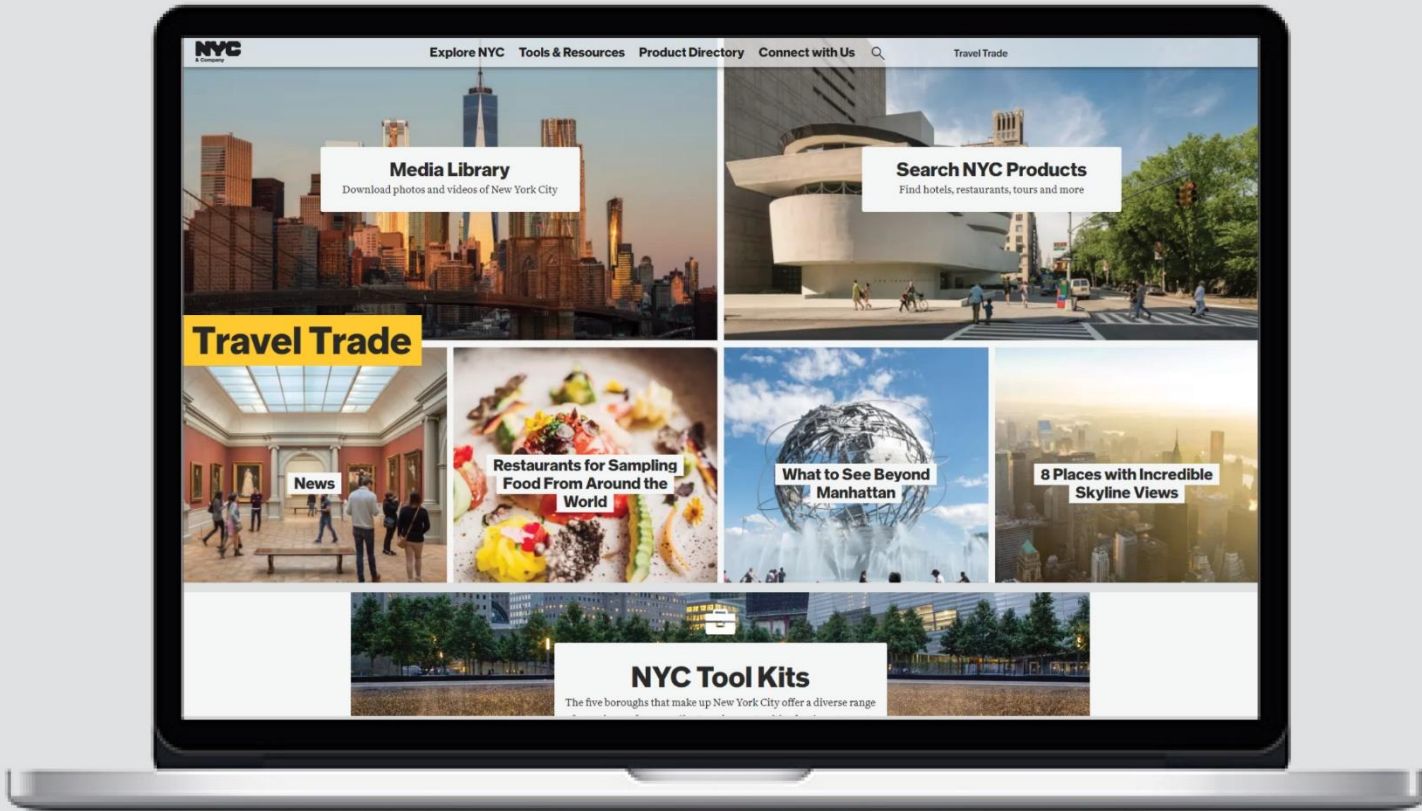 NYC
& Company
Explore NYC Tools & Resources Product Directory Connect with Us Travel Trade
Media Library
Download photos and videos of New York City
Search NYC Products
Find hotels, restaurants, tours and more
Travel Trade
News
Restaurants for Sampling
Food From Around the
World
What to See Beyond
Manhattan
8 Places with Incredible
Skyline Views
NYC Tool Kits
The five boroughs that make up New York City offer a diverse range